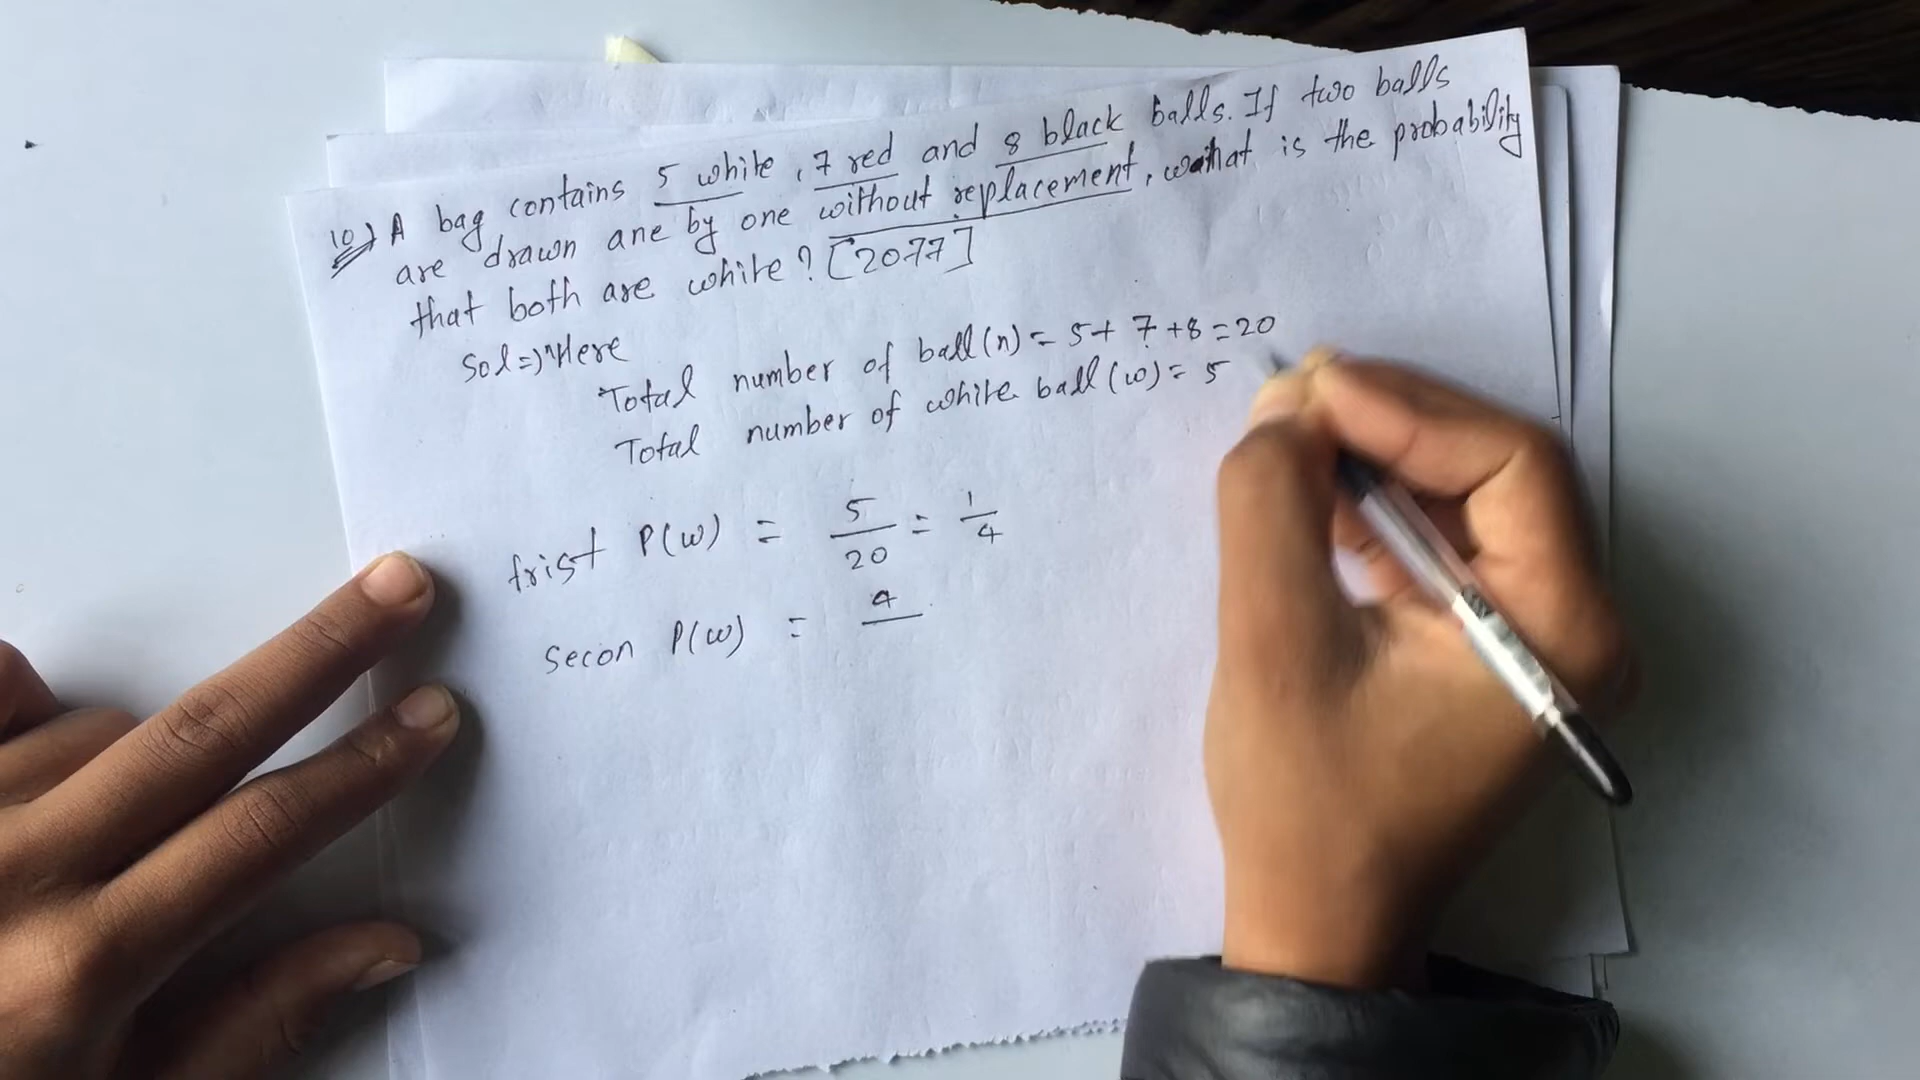 10) A bag contains 5 white, 7 red and 8 black balls. If two balls
are drawn ane by one without replacement, what is the probability
that both are white? [2077]
Sol=> Here
Total number of ball (n) = 5+ 7 +8 = 20
Total number of white ball (w) = 5
frist P(w) = 5/20 = 1/4
secon P(w) = 4/